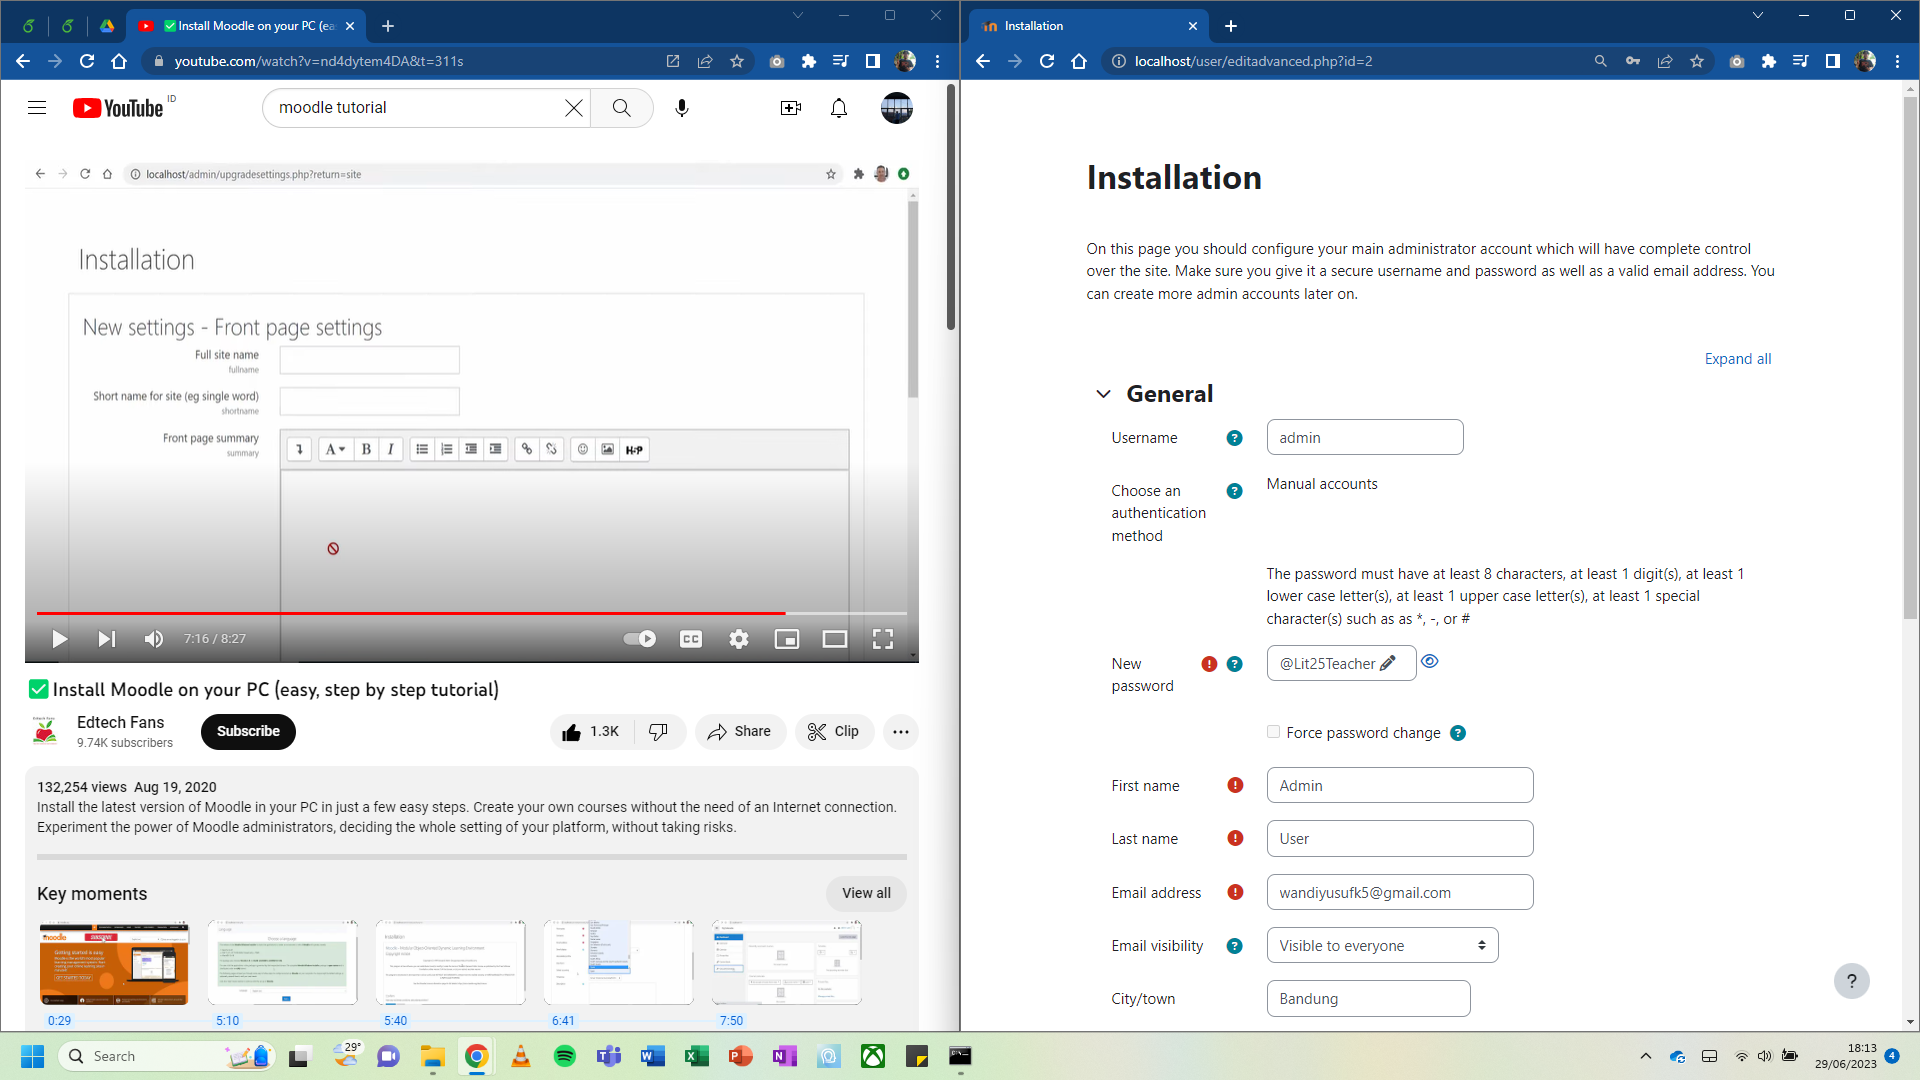 Install Moodle on your PC (ea
youtube.com/watch?v=nd4dytem4DA&t=311s
YouTube ID
moodle tutorial
localhost/admin/upgradesettings.php?return=site
Installation
New settings - Front page settings
Full site name
fullname
Short name for site (eg single word)
shortname
Front page summary
summary
A B I H-P
7:16 / 8:27
CC
Install Moodle on your PC (easy, step by step tutorial)
Edtech Fans
9.74K subscribers
Subscribe
1.3K
Share
Clip
132,254 views Aug 19, 2020
Install the latest version of Moodle in your PC in just a few easy steps. Create your own courses without the need of an Internet connection.
Experiment the power of Moodle administrators, deciding the whole setting of your platform, without taking risks.
Key moments
View all
moodle
0:29
5:10
5:40
6:41
7:50
Installation
localhost/user/editadvanced.php?id=2
Installation
On this page you should configure your main administrator account which will have complete control
over the site. Make sure you give it a secure username and password as well as a valid email address. You
can create more admin accounts later on.
Expand all
General
Username
admin
Choose an
authentication
method
Manual accounts
The password must have at least 8 characters, at least 1 digit(s), at least 1
lower case letter(s), at least 1 upper case letter(s), at least 1 special
character(s) such as as *, -, or #
New
password
@Lit25Teacher
Force password change
First name
Admin
Last name
User
Email address
wandiyusufk5@gmail.com
Email visibility
Visible to everyone
City/town
Bandung
?
Search
29°
18:13
29/06/2023
4